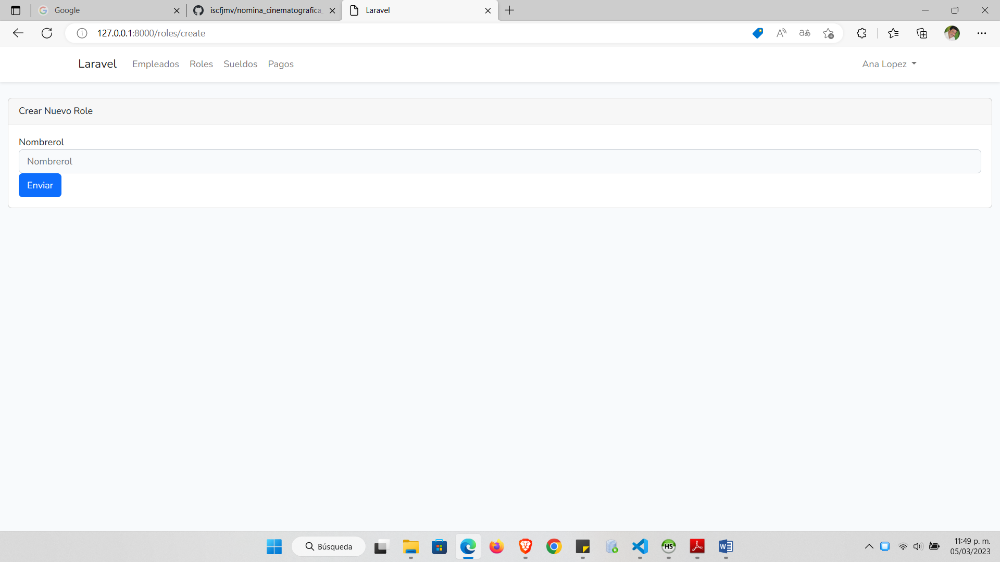 Google
iscfjmv/nomina_cinematografica_
Laravel
127.0.0.1:8000/roles/create
Laravel Empleados Roles Sueldos Pagos Ana Lopez
Crear Nuevo Role
Nombrerol
Nombrerol
Enviar
Búsqueda
11:49 p. m.
05/03/2023